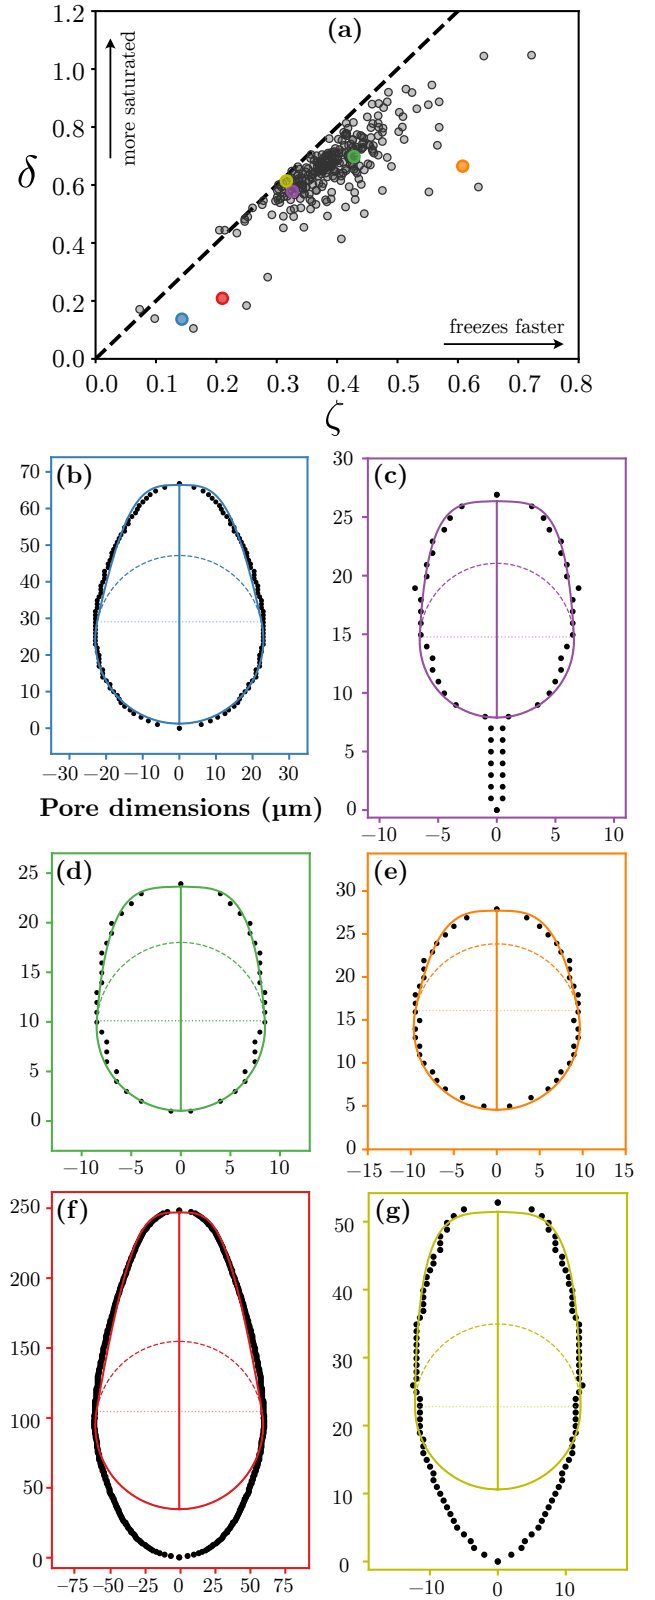 (a)
more saturated
freezes faster
δ
1.2
1.0
0.8
0.6
0.4
0.2
0.0
0.0 0.1 0.2 0.3 0.4 0.5 0.6 0.7 0.8
ζ
(b)
70
60
50
40
30
20
10
0
−30 −20 −10 0 10 20 30
Pore dimensions (µm)
(c)
30
25
20
15
10
5
0
−10 −5 0 5 10
(d)
25
20
15
10
5
0
−10 −5 0 5 10
(e)
30
25
20
15
10
5
0
−15 −10 −5 0 5 10 15
(f)
250
200
150
100
50
0
−75 −50 −25 0 25 50 75
(g)
50
40
30
20
10
0
−10 0 10